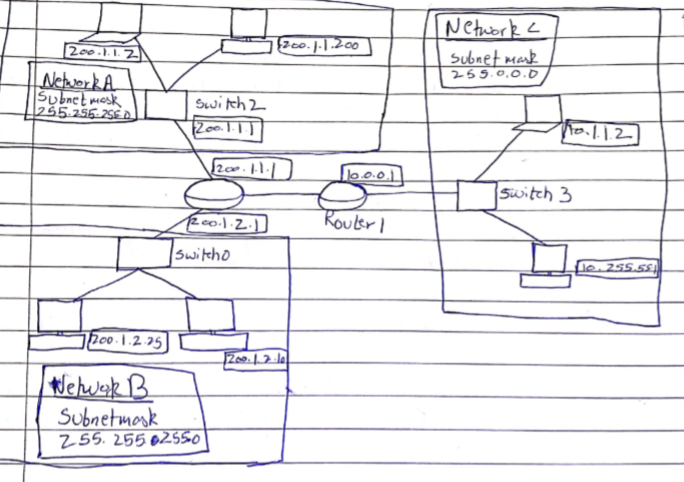 200.1.1.2
200.1.1.200
Network A
Subnet mask
255.255.255.0
Switch 2
200.1.1.1
200.1.1.1
200.1.2.1
10.0.0.1
Router 1
Network C
Subnet mask
255.0.0.0
10.1.1.2
Switch 3
10.255.551
Switch 0
200.1.2.25
200.1.2.10
Network B
Subnet mask
255.255.255.0